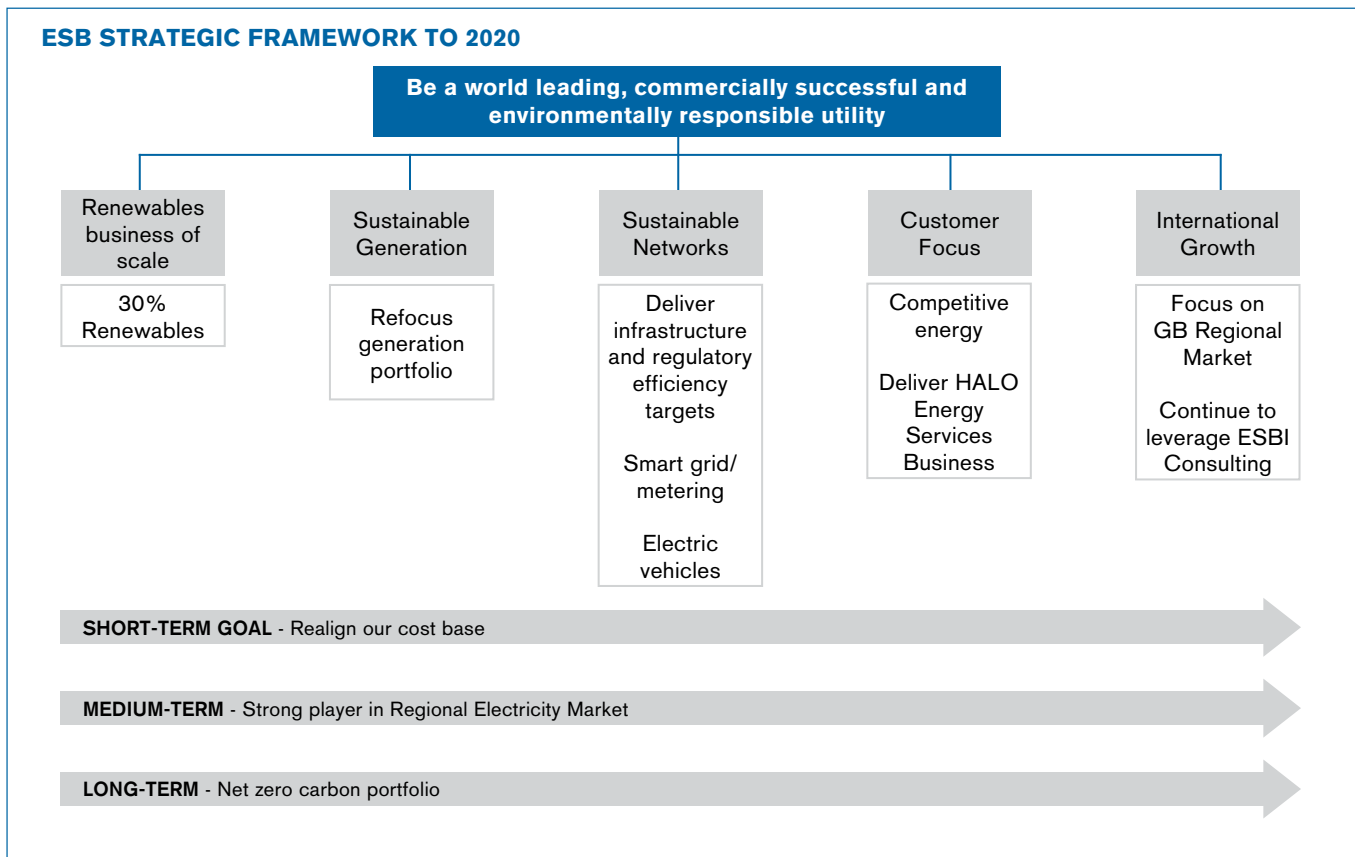 ESB STRATEGIC FRAMEWORK TO 2020
Be a world leading, commercially successful and
environmentally responsible utility
Renewables
business of
scale
30%
Renewables
Sustainable
Generation
Refocus
generation
portfolio
Sustainable
Networks
Deliver
infrastructure
and regulatory
efficiency
targets
Smart grid/
metering
Electric
vehicles
Customer
Focus
Competitive
energy
Deliver HALO
Energy
Services
Business
International
Growth
Focus on
GB Regional
Market
Continue to
leverage ESBI
Consulting
SHORT-TERM GOAL - Realign our cost base
MEDIUM-TERM - Strong player in Regional Electricity Market
LONG-TERM - Net zero carbon portfolio